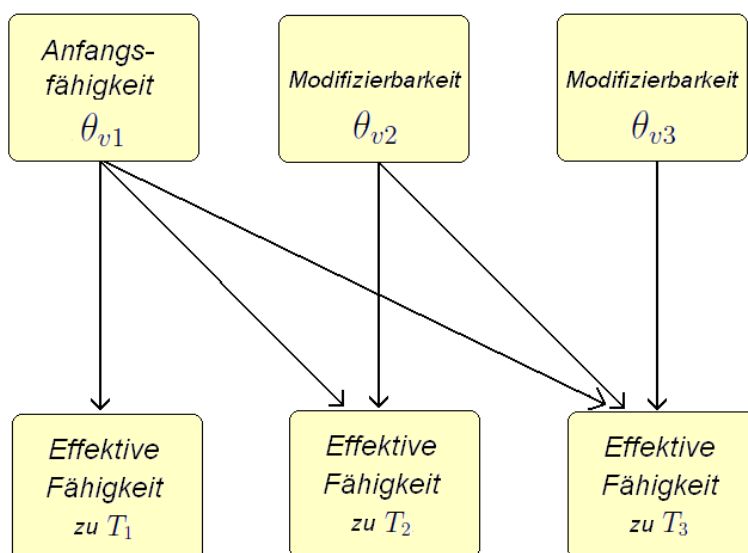 Anfangs-
fähigkeit
θv1
Modifizierbarkeit
θv2
Modifizierbarkeit
θv3
Effektive
Fähigkeit
zu T1
Effektive
Fähigkeit
zu T2
Effektive
Fähigkeit
zu T3